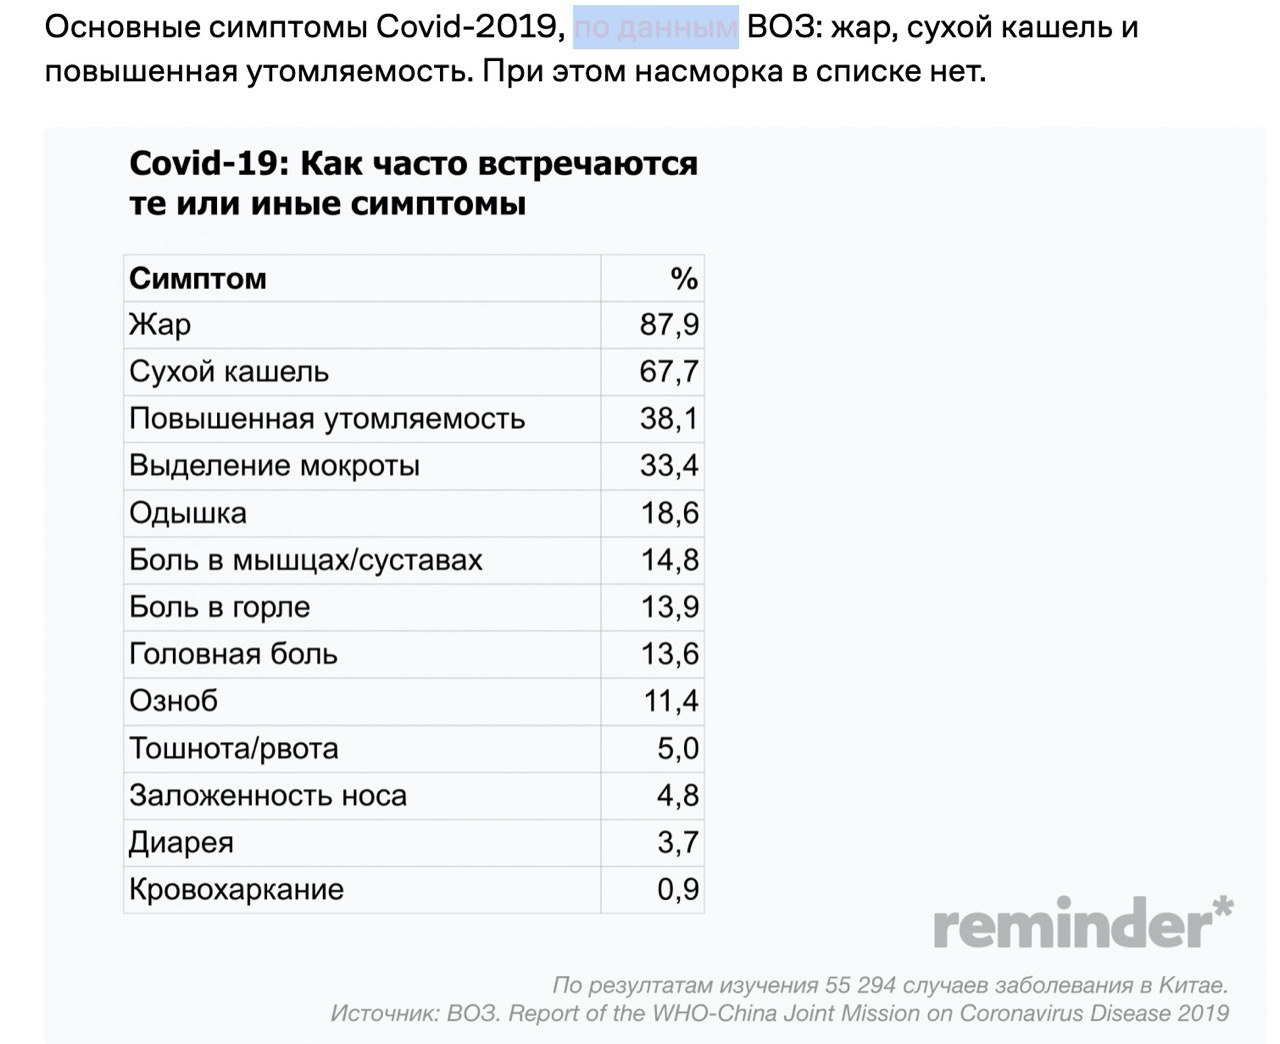 Основные симптомы Covid-2019, по данным ВОЗ: жар, сухой кашель и
повышенная утомляемость. При этом насморка в списке нет.
Covid-19: Как часто встречаются
те или иные симптомы
Симптом %
Жар 87,9
Сухой кашель 67,7
Повышенная утомляемость 38,1
Выделение мокроты 33,4
Одышка 18,6
Боль в мышцах/суставах 14,8
Боль в горле 13,9
Головная боль 13,6
Озноб 11,4
Тошнота/рвота 5,0
Заложенность носа 4,8
Диарея 3,7
Кровохаркание 0,9
reminder*
По резултатам изучения 55 294 случаев заболевания в Китае.
Источник: ВОЗ. Report of the WHO-China Joint Mission on Coronavirus Disease 2019